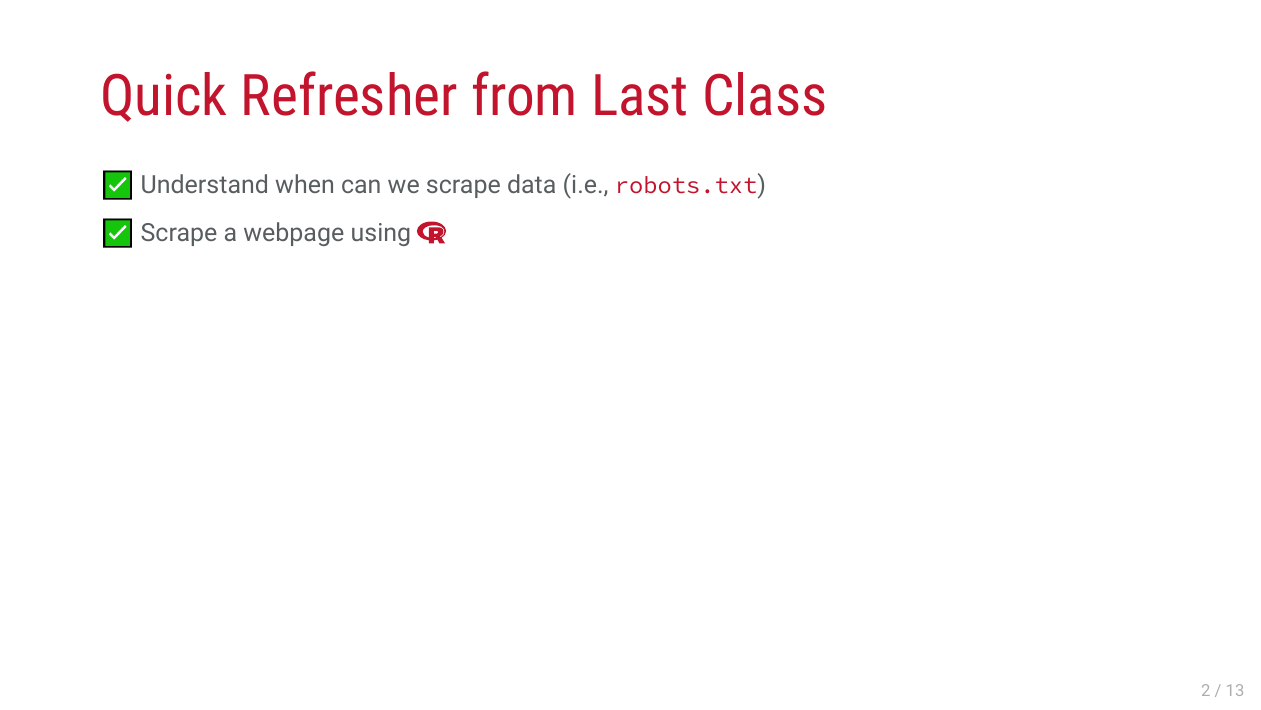 Quick Refresher from Last Class
Understand when can we scrape data (i.e., robots.txt)
Scrape a webpage using R
2 / 13